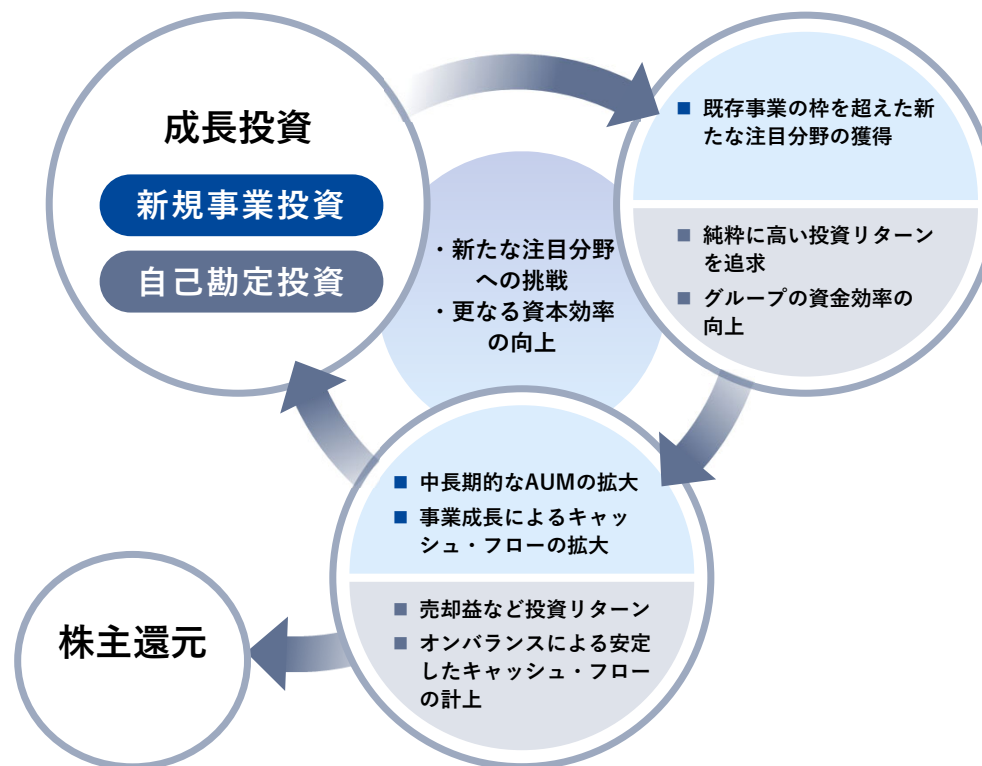 成長投資
新規事業投資
自己勘定投資
■ 既存事業の枠を超えた新
たな注目分野の獲得
■ 純粋に高い投資リターン
を追求
■ グループの資金効率の
向上
・新たな注目分野
への挑戦
・更なる資本効率
の向上
■ 中長期的なAUMの拡大
■ 事業成長によるキャッ
シュ・フローの拡大
■ 売却益など投資リターン
■ オンバランスによる安定
したキャッシュ・フロー
の計上
株主還元